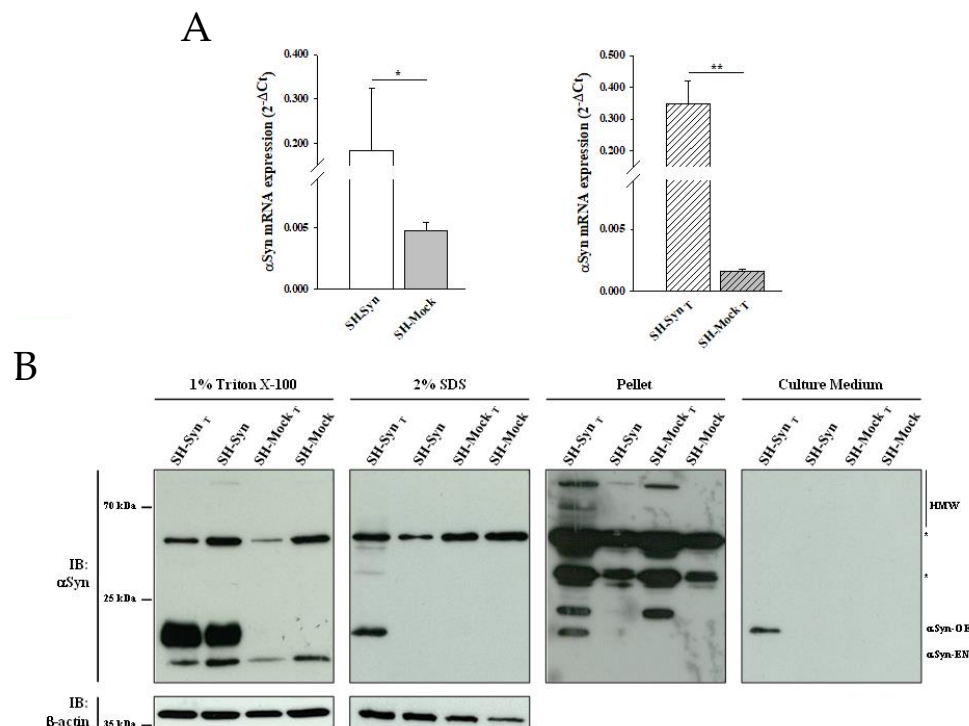 A
0.400
0.300
0.200
0.005
0.000
αSyn mRNA expression (2^-ΔCt)
*
SH-Syn
SH-Mock
0.500
0.400
0.300
0.200
0.005
0.000
αSyn mRNA expression (2^-ΔCt)
**
SH-Syn T
SH-Mock T
B
1% Triton X-100
2% SDS
Pellet
Culture Medium
SH-Syn T
SH-Syn
SH-Mock T
SH-Mock
SH-Syn T
SH-Syn
SH-Mock T
SH-Mock
SH-Syn T
SH-Syn
SH-Mock T
SH-Mock
SH-Syn T
SH-Syn
SH-Mock T
SH-Mock
70 kDa
HMW
*
IB:
αSyn
*
25 kDa
αSyn-OE
αSyn-EN
IB:
β-actin
35 kDa